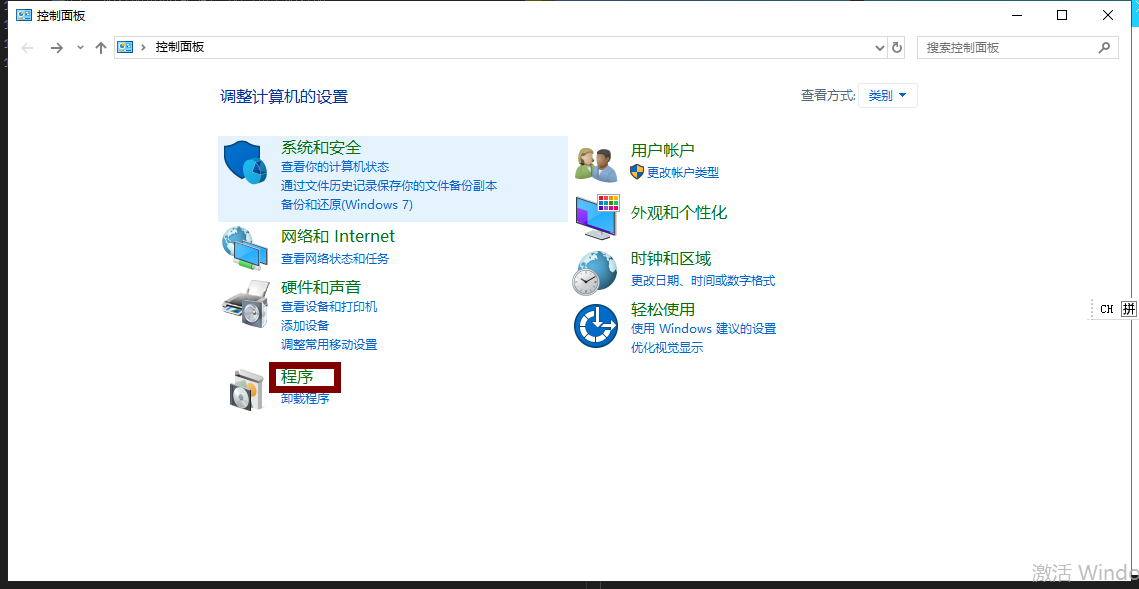 控制面板
控制面板
搜索控制面板
调整计算机的设置
查看方式: 类别
系统和安全
查看你的计算机状态
通过文件历史记录保存你的文件备份副本
备份和还原(Windows 7)
网络和 Internet
查看网络状态和任务
硬件和声音
查看设备和打印机
添加设备
调整常用移动设置
程序
卸载程序
用户帐户
更改帐户类型
外观和个性化
时钟和区域
更改日期、时间或数字格式
轻松使用
使用 Windows 建议的设置
优化视觉显示
CH 拼
激活 Windo